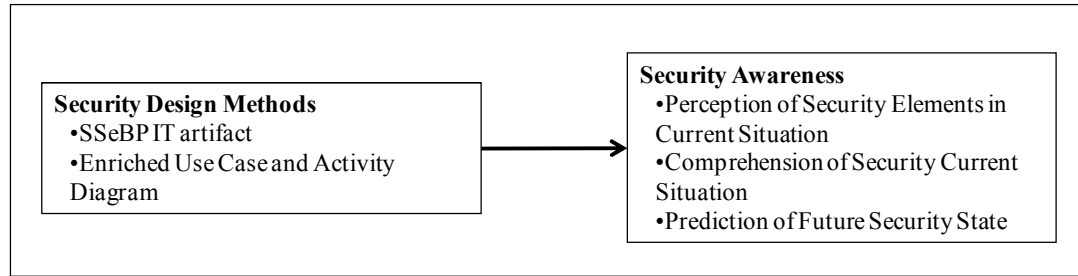 Security Design Methods
•SSeBP IT artifact
•Enriched Use Case and Activity
Diagram
Security Awareness
•Perception of Security Elements in
Current Situation
•Comprehension of Security Current
Situation
•Prediction of Future Security State